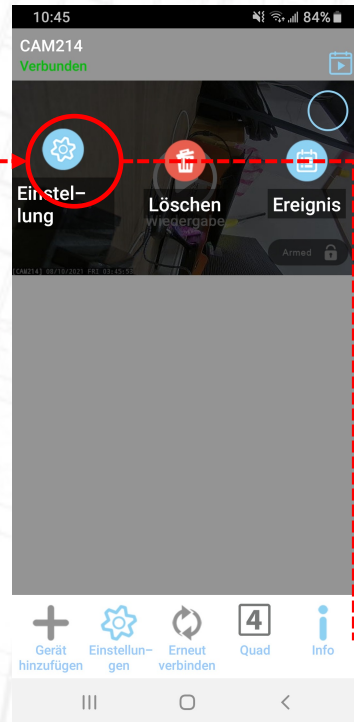 10:45
84%
CAM214
Verbunden
Einstel-
lung
Löschen
Ereignis
Wiedergabe
Armed
[CAM214] 08/10/2021 FRI 03:45:53
4
Gerät
hinzufügen
Einstellun-
gen
Erneut
verbinden
Quad
Info